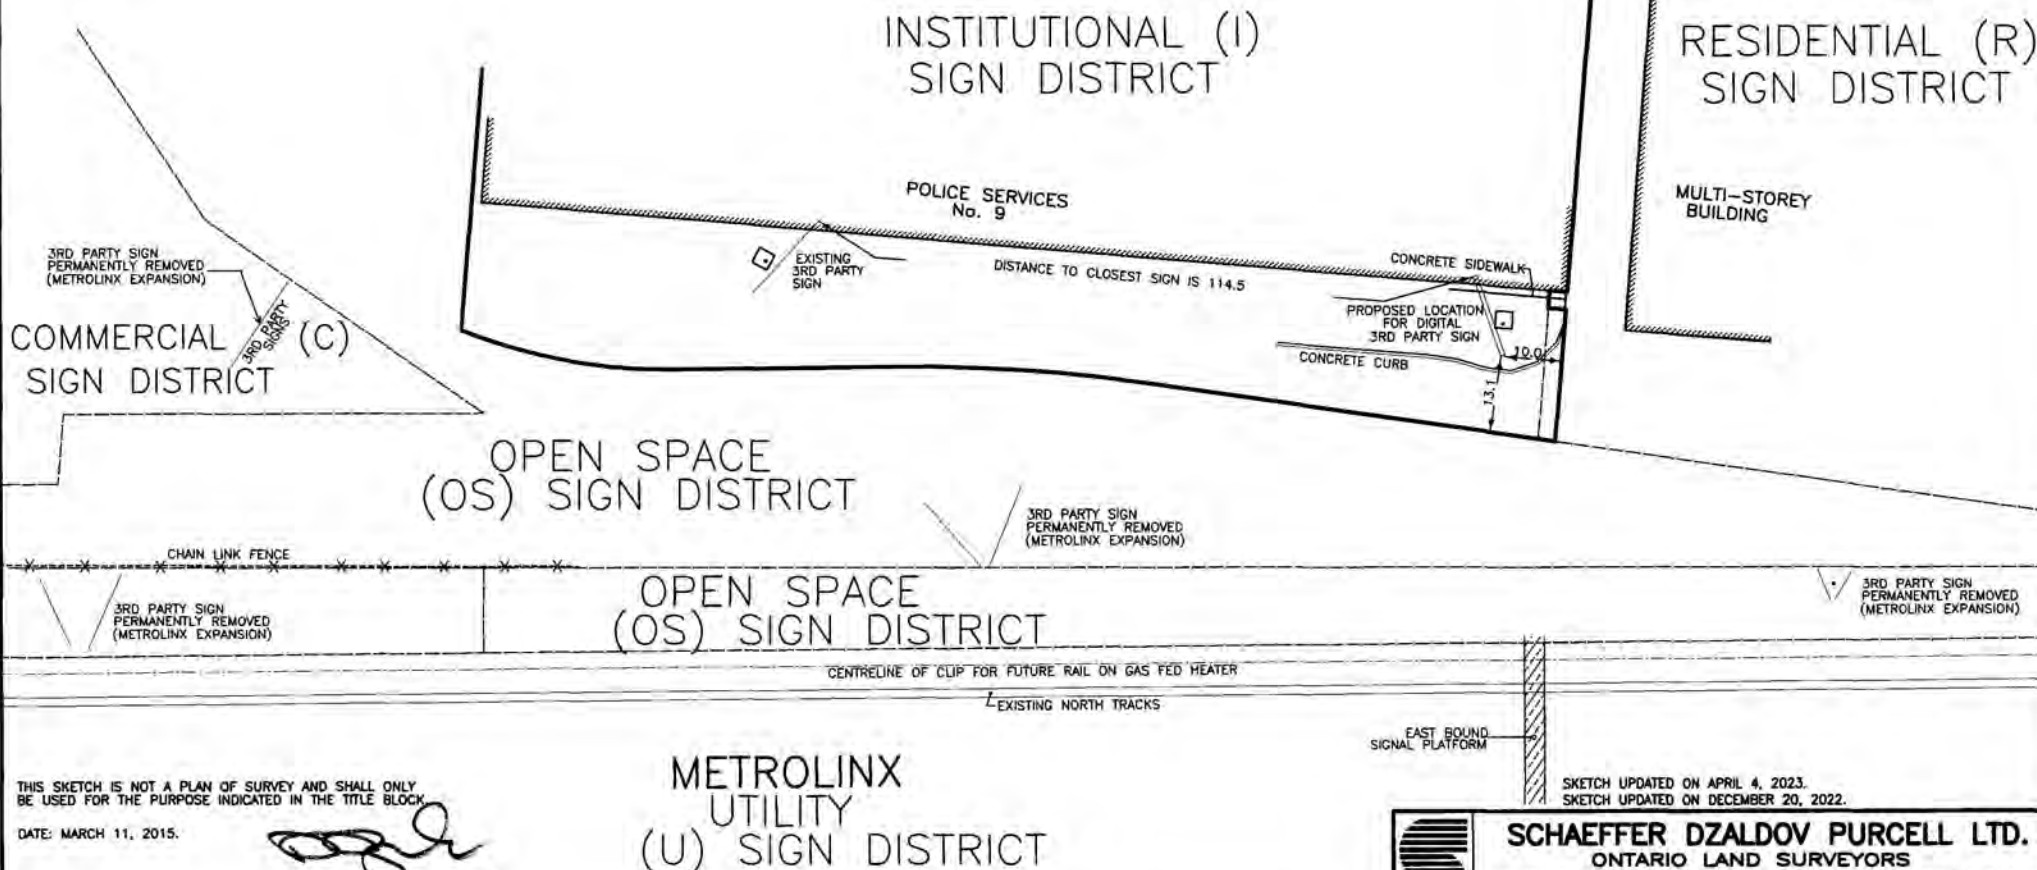 INSTITUTIONAL (I)
SIGN DISTRICT
RESIDENTIAL (R)
SIGN DISTRICT
POLICE SERVICES
No. 9
MULTI-STOREY
BUILDING
3RD PARTY SIGN
PERMANENTLY REMOVED
(METROLINX EXPANSION)
3RD PARTY
SIGNS
EXISTING
3RD PARTY
SIGN
DISTANCE TO CLOSEST SIGN IS 114.5
CONCRETE SIDEWALK
PROPOSED LOCATION
FOR DIGITAL
3RD PARTY SIGN
CONCRETE CURB
10.0
13.1
COMMERCIAL (C)
SIGN DISTRICT
OPEN SPACE
(OS) SIGN DISTRICT
3RD PARTY SIGN
PERMANENTLY REMOVED
(METROLINX EXPANSION)
CHAIN LINK FENCE
3RD PARTY SIGN
PERMANENTLY REMOVED
(METROLINX EXPANSION)
OPEN SPACE
(OS) SIGN DISTRICT
3RD PARTY SIGN
PERMANENTLY REMOVED
(METROLINX EXPANSION)
CENTRELINE OF CLIP FOR FUTURE RAIL ON GAS FED HEATER
EXISTING NORTH TRACKS
EAST BOUND
SIGNAL PLATFORM
METROLINX
UTILITY
(U) SIGN DISTRICT
THIS SKETCH IS NOT A PLAN OF SURVEY AND SHALL ONLY
BE USED FOR THE PURPOSE INDICATED IN THE TITLE BLOCK
DATE: MARCH 11, 2015.
SKETCH UPDATED ON APRIL 4, 2023.
SKETCH UPDATED ON DECEMBER 20, 2022.
SCHAEFFER DZALDOV PURCELL LTD.
ONTARIO LAND SURVEYORS